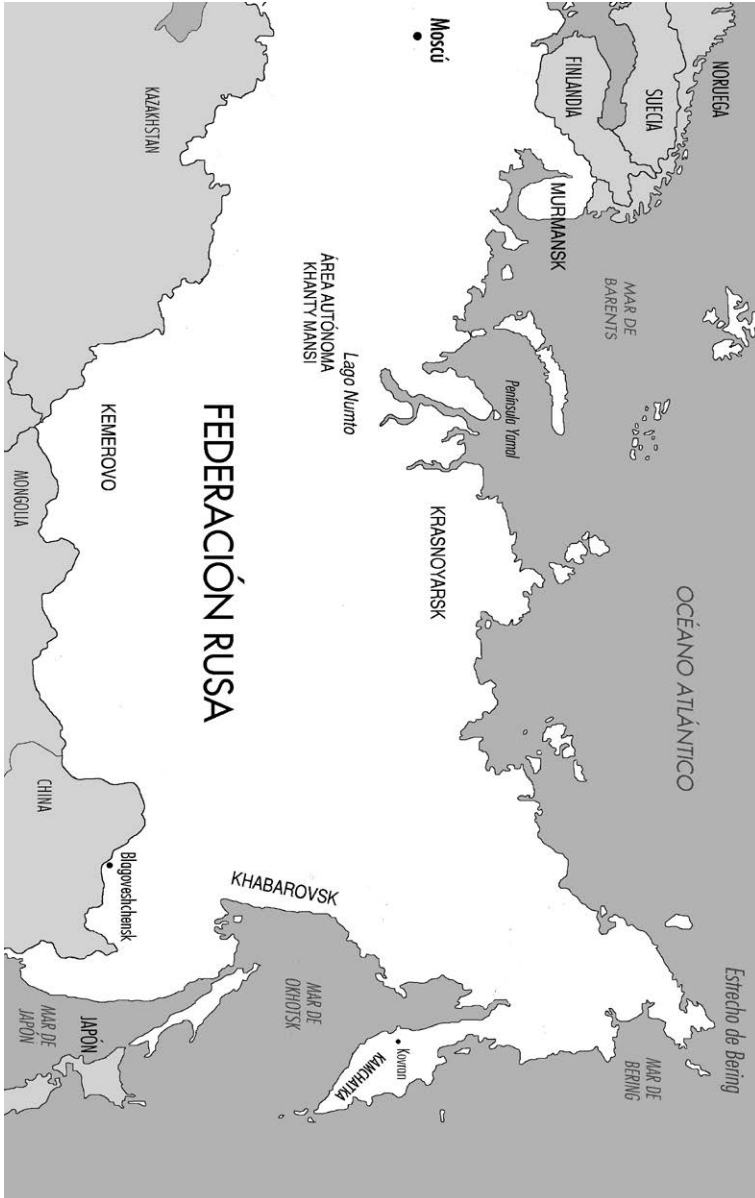 NORUEGA
SUECIA
FINLANDIA
Moscú
KAZAKHSTAN
MURMANSK
MAR DE
BARENTS
Península Yamal
Lago Numto
ÁREA AUTÓNOMA
KHANTY MANSI
FEDERACIÓN RUSA
KRASNOYARSK
KEMEROVO
MONGOLIA
OCÉANO ATLÁNTICO
CHINA
Blagoveshchensk
KHABAROVSK
Estrecho de Bering
MAR DE
BERING
MAR DE
OKHOTSK
Kovran
KAMCHATKA
JAPÓN
MAR DE
JAPÓN